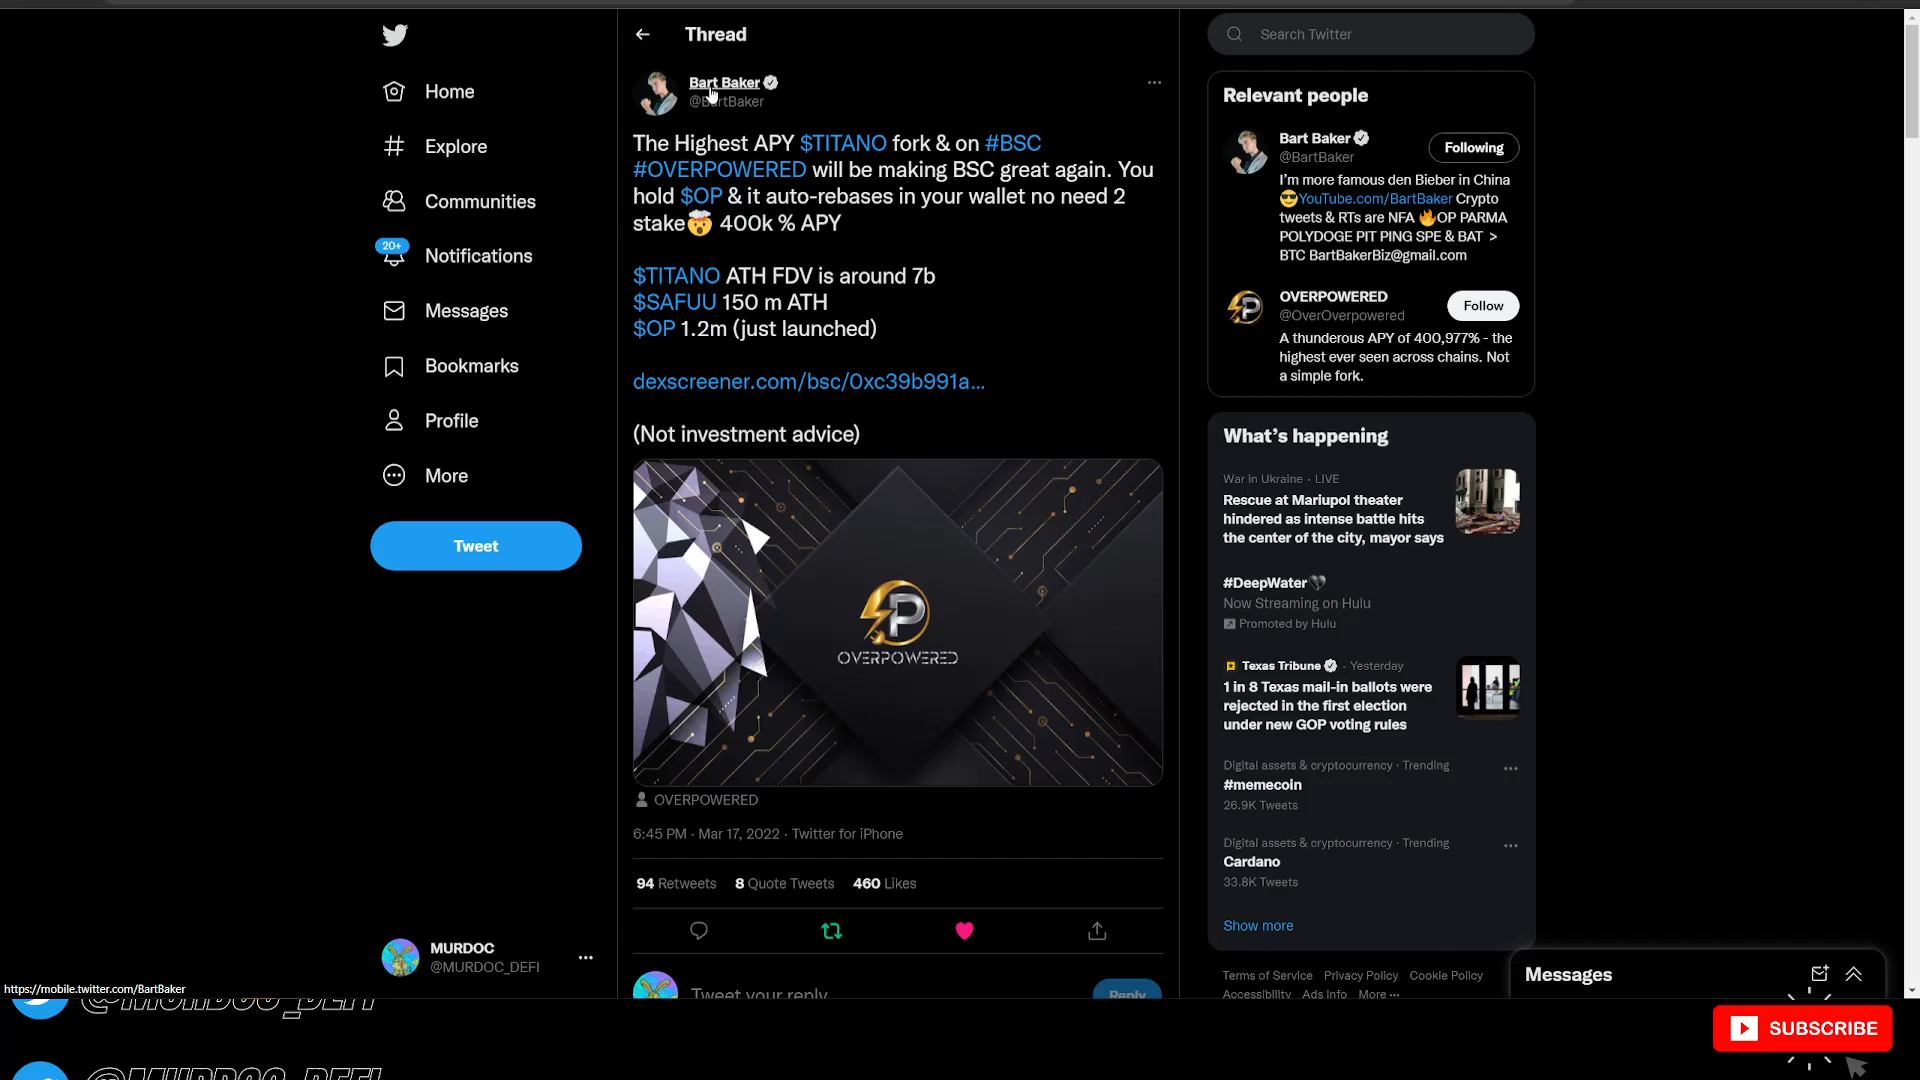 Thread
Search Twitter
Home
Explore
Communities
20+
Notifications
Messages
Bookmarks
Profile
More
Tweet
MURDOC
@MURDOC_DEFI
https://mobile.twitter.com/BartBaker
@MURDOC_DEFI
@MURDOC_DEFI
Bart Baker
@BartBaker
The Highest APY $TITANO fork & on #BSC
#OVERPOWERED will be making BSC great again. You
hold $OP & it auto-rebases in your wallet no need 2
stake🤯 400k % APY
$TITANO ATH FDV is around 7b
$SAFUU 150 m ATH
$OP 1.2m (just launched)
dexscreener.com/bsc/0xc39b991a...
(Not investment advice)
OVERPOWERED
OVERPOWERED
6:45 PM · Mar 17, 2022 · Twitter for iPhone
94 Retweets 8 Quote Tweets 460 Likes
Tweet your reply
Reply
Relevant people
Bart Baker
@BartBaker
Following
I'm more famous den Bieber in China
😎YouTube.com/BartBaker Crypto
tweets & RTs are NFA 🔥OP PARMA
POLYDOGE PIT PING SPE & BAT >
BTC BartBakerBiz@gmail.com
OVERPOWERED
@OverOverpowered
Follow
A thunderous APY of 400,977% - the
highest ever seen across chains. Not
a simple fork.
What's happening
War in Ukraine · LIVE
Rescue at Mariupol theater
hindered as intense battle hits
the center of the city, mayor says
#DeepWater💔
Now Streaming on Hulu
Promoted by Hulu
Texas Tribune · Yesterday
1 in 8 Texas mail-in ballots were
rejected in the first election
under new GOP voting rules
Digital assets & cryptocurrency · Trending
#memecoin
26.9K Tweets
Digital assets & cryptocurrency · Trending
Cardano
33.8K Tweets
Show more
Terms of Service Privacy Policy Cookie Policy
Accessibility Ads Info More ...
Messages
SUBSCRIBE